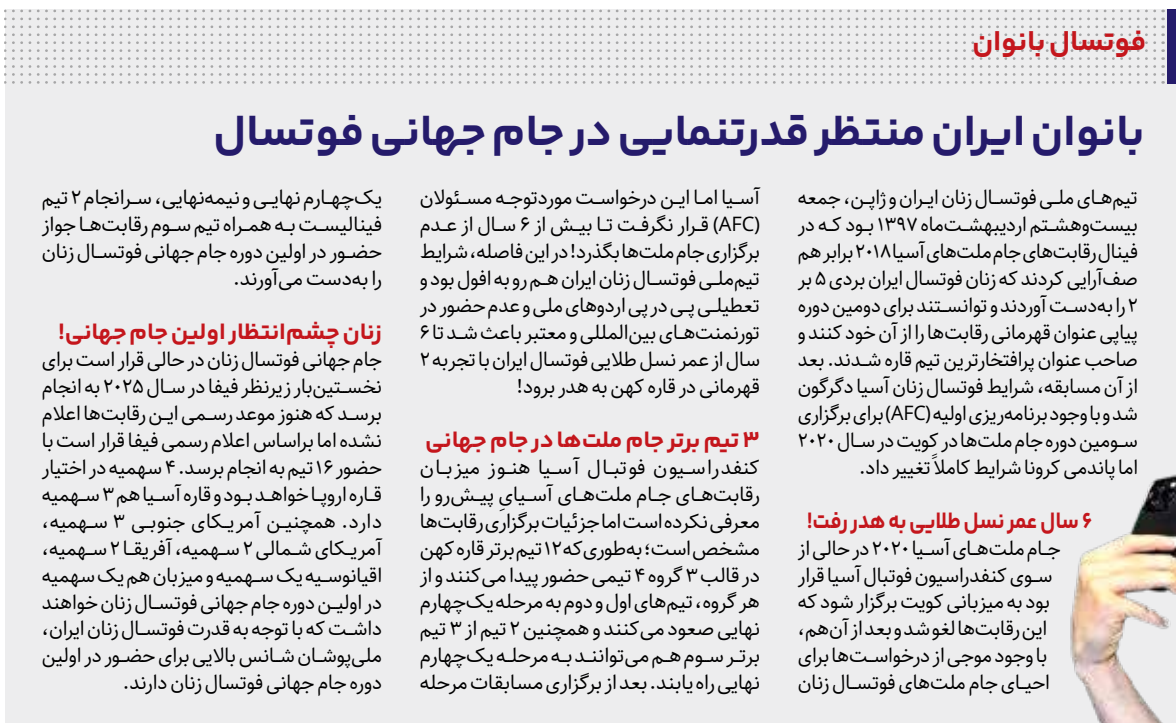 فوتسال بانوان
بانوان ایران منتظر قدرتنمایی در جام جهانی فوتسال
تیم‌های ملی فوتسال زنان ایران و ژاپن، جمعه
بیست‌وهشتم اردیبهشت‌ماه ۱۳۹۷ بود که در
فینال رقابت‌های جام ملت‌های آسیا ۲۰۱۸ برابر هم
صف‌آرایی کردند که زنان فوتسال ایران بردی ۵ بر
۲ را به‌دست آوردند و توانستند برای دومین دوره
پیاپی عنوان قهرمانی رقابت‌ها را از آن خود کنند و
صاحب عنوان پرافتخارترین تیم قاره شدند. بعد
از آن مسابقه، شرایط فوتسال زنان آسیا دگرگون
شد و با وجود برنامه‌ریزی اولیه (AFC) برای برگزاری
سومین دوره جام ملت‌ها در کویت در سال ۲۰۲۰
اما پاندمی کرونا شرایط کاملاً تغییر داد.
۶ سال عمر نسل طلایی به هدر رفت!
جام ملت‌های آسیا ۲۰۲۰ در حالی از
سوی کنفدراسیون فوتبال آسیا قرار
بود به میزبانی کویت برگزار شود که
این رقابت‌ها لغو شد و بعد از آن هم،
با وجود موجی از درخواست‌ها برای
احیای جام ملت‌های فوتسال زنان
آسیا اما این درخواست موردتوجه مسئولان
(AFC) قرار نگرفت تا بیش از ۶ سال از عدم
برگزاری جام ملت‌ها بگذرد! در این فاصله، شرایط
تیم‌ملی فوتسال زنان ایران هم رو به افول بود و
تعطیلی پی در پی اردوهای ملی و عدم حضور در
تورنمنت‌های بین‌المللی و معتبر باعث شد تا ۶
سال از عمر نسل طلایی فوتسال ایران با تجربه ۲
قهرمانی در قاره کهن به هدر برود!
۳ تیم برتر جام ملت‌ها در جام جهانی
کنفدراسیون فوتبال آسیا هنوز میزبان
رقابت‌های جام ملت‌های آسیایِ پیش‌رو را
معرفی نکرده است اما جزئیات برگزاری رقابت‌ها
مشخص است؛ به‌طوری‌که ۱۲ تیم برتر قاره کهن
در قالب ۳ گروه ۴ تیمی حضور پیدا می‌کنند و از
هر گروه، تیم‌های اول و دوم به مرحله یک‌چهارم
نهایی صعود می‌کنند و همچنین ۲ تیم از ۳ تیم
برتر سوم هم می‌توانند به مرحله یک‌چهارم
نهایی راه یابند. بعد از برگزاری مسابقات مرحله
یک‌چهارم نهایی و نیمه‌نهایی، سرانجام ۲ تیم
فینالیست به همراه تیم سوم رقابت‌ها جواز
حضور در اولین دوره جام جهانی فوتسال زنان
را به‌دست می‌آورند.
زنان چشم‌انتظار اولین جام جهانی!
جام جهانی فوتسال زنان در حالی قرار است برای
نخستین‌بار زیرنظر فیفا در سال ۲۰۲۵ به انجام
برسد که هنوز موعد رسمی این رقابت‌ها اعلام
نشده اما براساس اعلام رسمی فیفا قرار است با
حضور ۱۶ تیم به انجام برسد. ۴ سهمیه در اختیار
قاره اروپا خواهد بود و قاره آسیا هم ۳ سهمیه
دارد. همچنین آمریکای جنوبی ۳ سهمیه،
آمریکای شمالی ۲ سهمیه، آفریقا ۲ سهمیه،
اقیانوسیه یک سهمیه و میزبان هم یک سهمیه
در اولین دوره جام جهانی فوتسال زنان خواهند
داشت که با توجه به قدرت فوتسال زنان ایران،
ملی‌پوشان شانس بالایی برای حضور در اولین
دوره جام جهانی فوتسال زنان دارند.